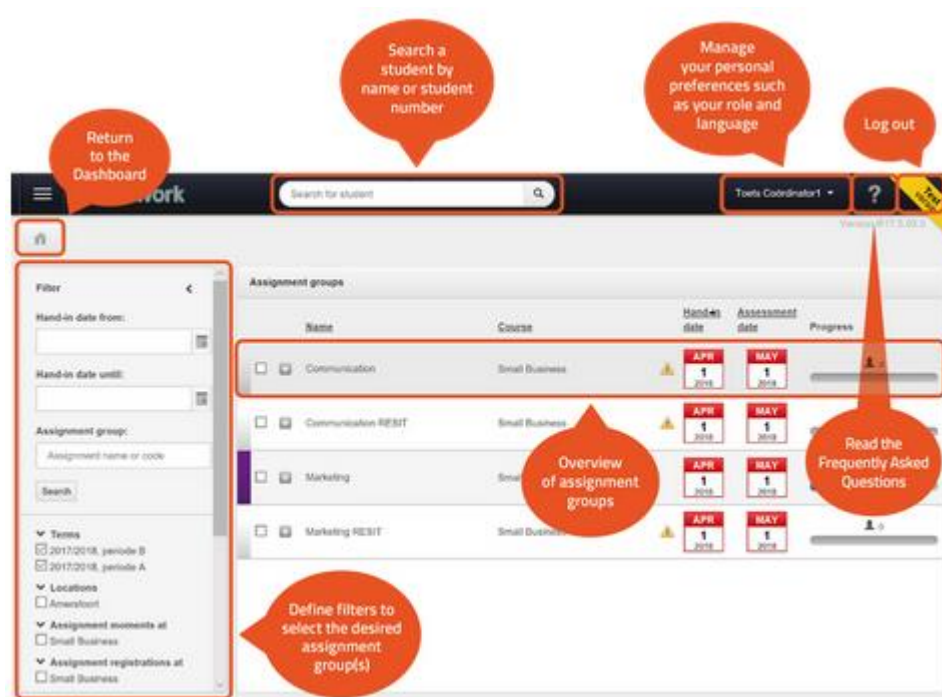 Search a
student by
name or student
number
Manage
your personal
preferences such
as your role and
language
Return
to the
Dashboard
Log out
work
Search for student
Toets Coördinator1
?
Test
Filter
Hand-in date from:
Hand-in date until:
Assignment group:
Assignment name or code
Search
Terms
2017/2018, periode B
2017/2018, periode A
Locations
Amersfoort
Assignment moments at
Small Business
Assignment registrations at
Small Business
Assignment groups
Name Course Hand-in date Assessment date Progress
Communication Small Business APR 1 2018 MAY 1 2018
Communication RESIT Small Business APR 1 2018 MAY 1 2018
Marketing APR 1 2018 MAY 1 2018
Marketing RESIT Small Business APR 1 2018 MAY 1 2018 0
Overview
of assignment
groups
Read the
Frequently Asked
Questions
Define filters to
select the desired
assignment
group(s)